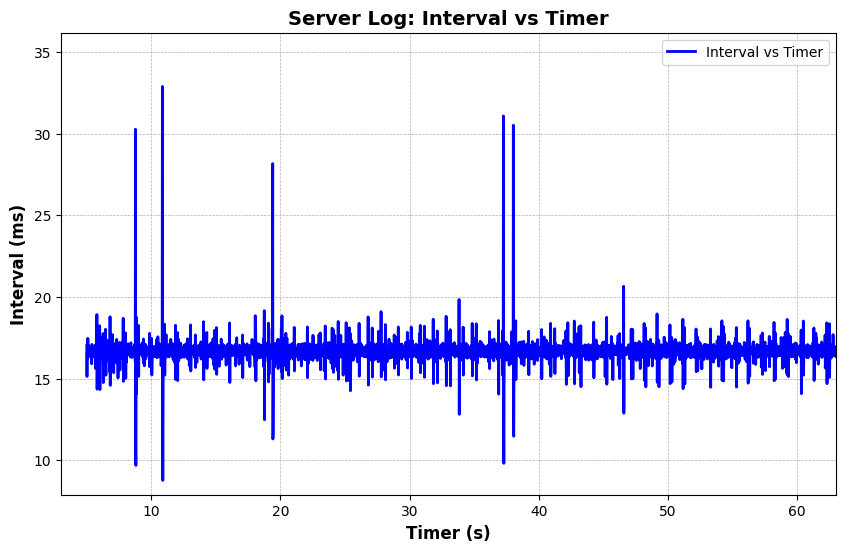 Server Log: Interval vs Timer
Interval vs Timer
35
30
25
20
15
10
Interval (ms)
10 20 30 40 50 60
Timer (s)